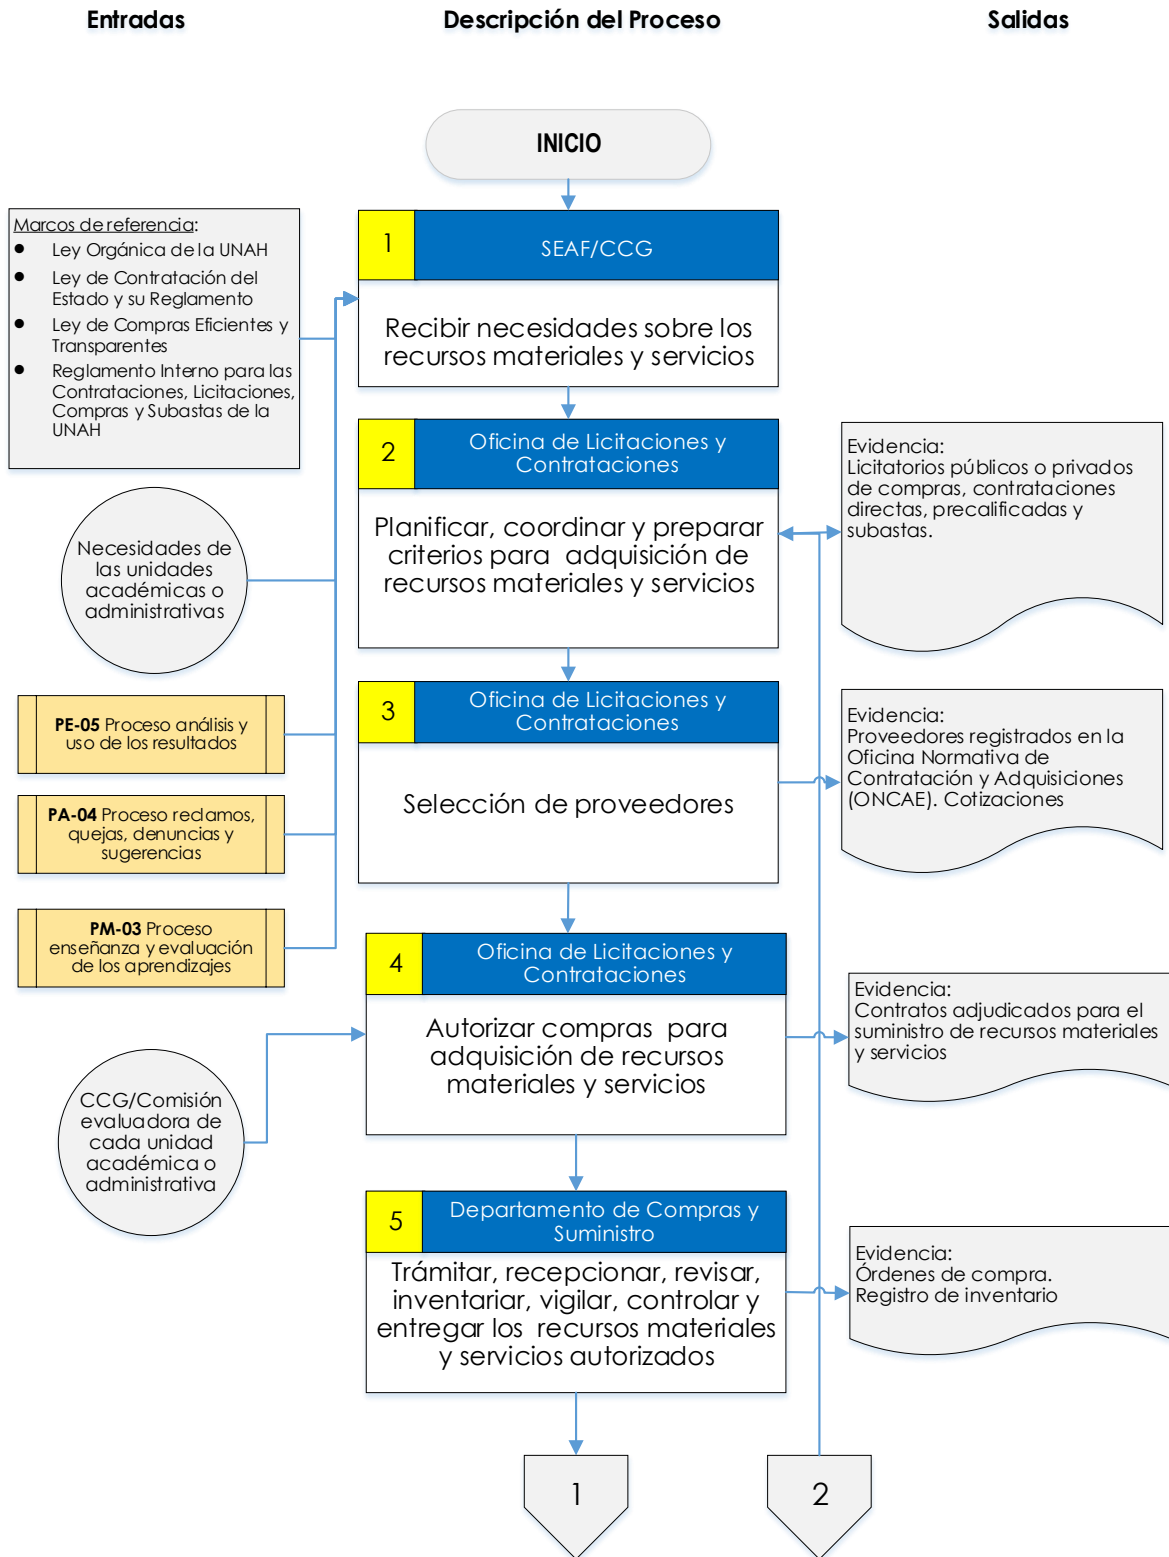 Entradas
Descripción del Proceso
Salidas
INICIO
Marcos de referencia:
● Ley Orgánica de la UNAH
● Ley de Contratación del
Estado y su Reglamento
● Ley de Compras Eficientes y
Transparentes
● Reglamento Interno para las
Contrataciones, Licitaciones,
Compras y Subastas de la
UNAH
1
SEAF/CCG
Recibir necesidades sobre los
recursos materiales y servicios
2
Oficina de Licitaciones y
Contrataciones
Planificar, coordinar y preparar
criterios para adquisición de
recursos materiales y servicios
Evidencia:
Licitatorios públicos o privados
de compras, contrataciones
directas, precalificadas y
subastas.
Necesidades de
las unidades
académicas o
administrativas
3
Oficina de Licitaciones y
Contrataciones
Selección de proveedores
Evidencia:
Proveedores registrados en la
Oficina Normativa de
Contratación y Adquisiciones
(ONCAE). Cotizaciones
PE-05 Proceso análisis y
uso de los resultados
PA-04 Proceso reclamos,
quejas, denuncias y
sugerencias
PM-03 Proceso
enseñanza y evaluación
de los aprendizajes
4
Oficina de Licitaciones y
Contrataciones
Autorizar compras para
adquisición de recursos
materiales y servicios
Evidencia:
Contratos adjudicados para el
suministro de recursos materiales
y servicios
CCG/Comisión
evaluadora de
cada unidad
académica o
administrativa
5
Departamento de Compras y
Suministro
Trámitar, recepcionar, revisar,
inventariar, vigilar, controlar y
entregar los recursos materiales
y servicios autorizados
Evidencia:
Órdenes de compra.
Registro de inventario
1
2